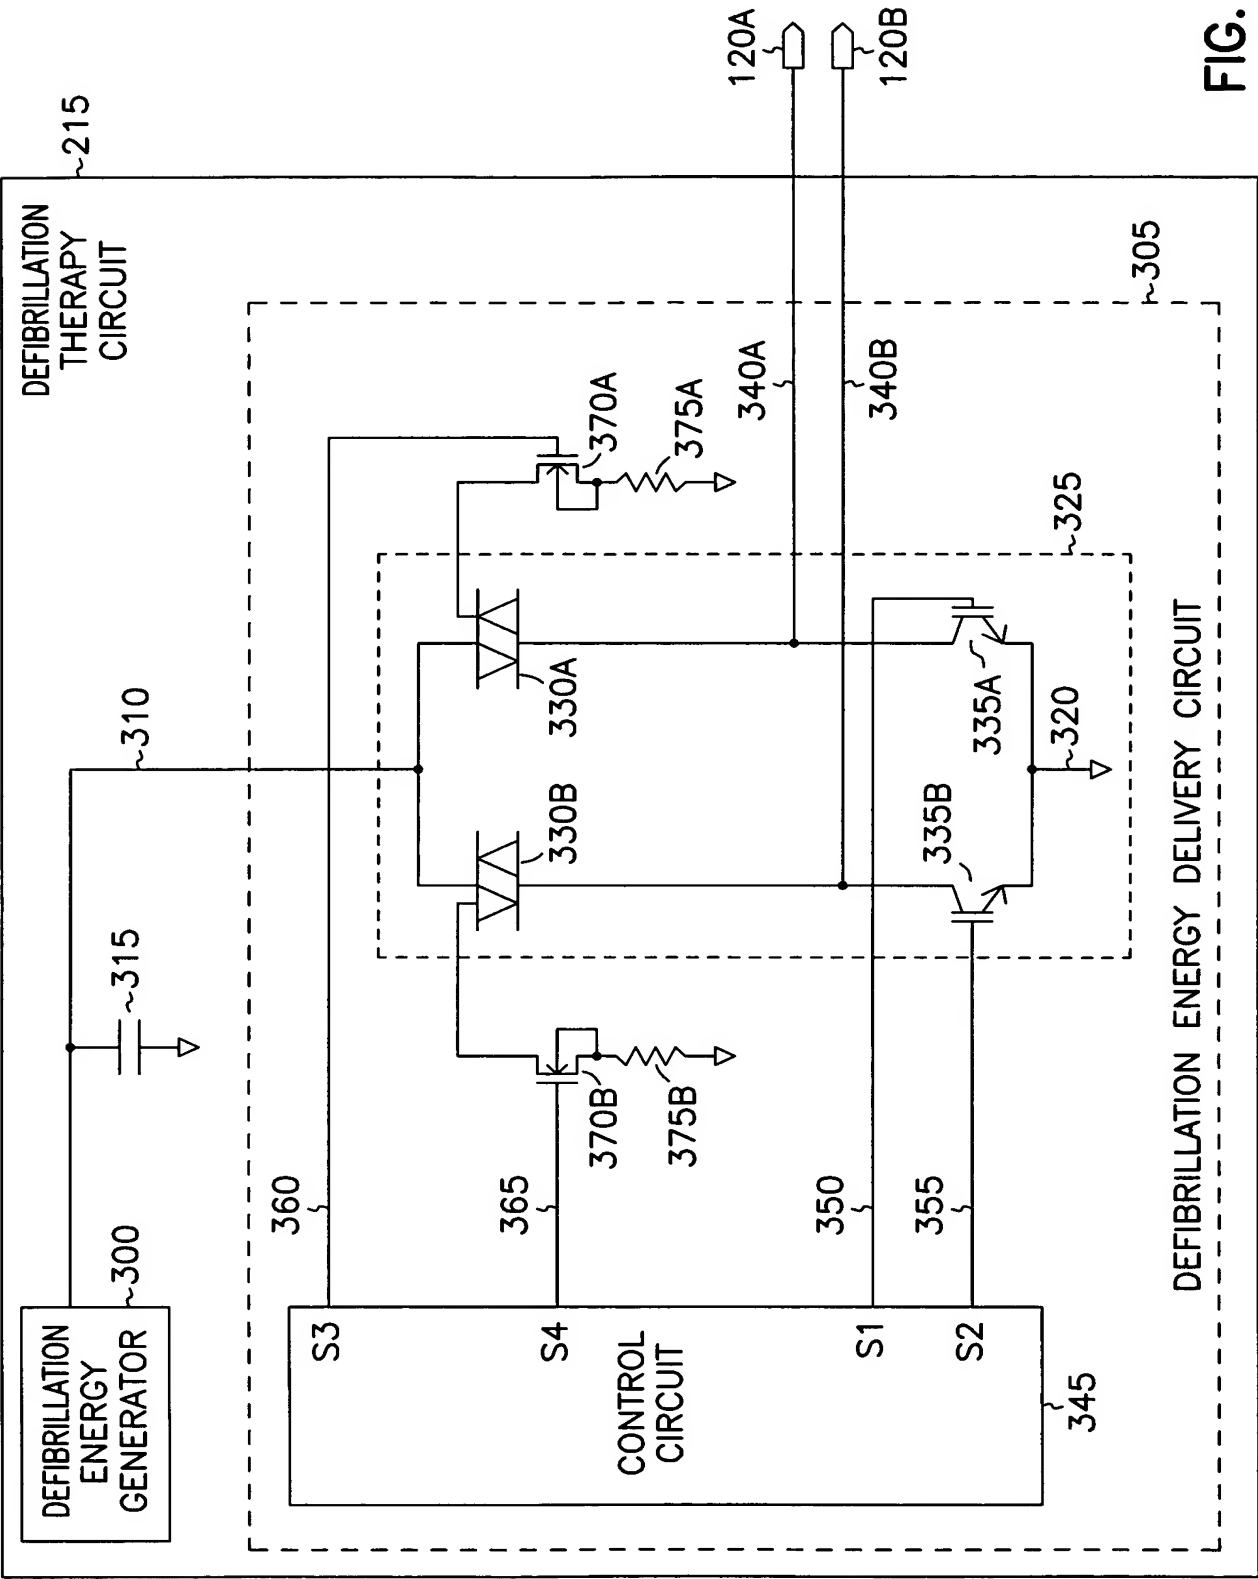 DEFIBRILLATION
THERAPY
CIRCUIT
215
DEFIBRILLATION
ENERGY
GENERATOR
300
315
310
305
360
365
350
355
S3
S4
S1
S2
CONTROL
CIRCUIT
345
370B
375B
330B
330A
370A
375A
325
335B
335A
320
340A
340B
120A
120B
DEFIBRILLATION ENERGY DELIVERY CIRCUIT
FIG.